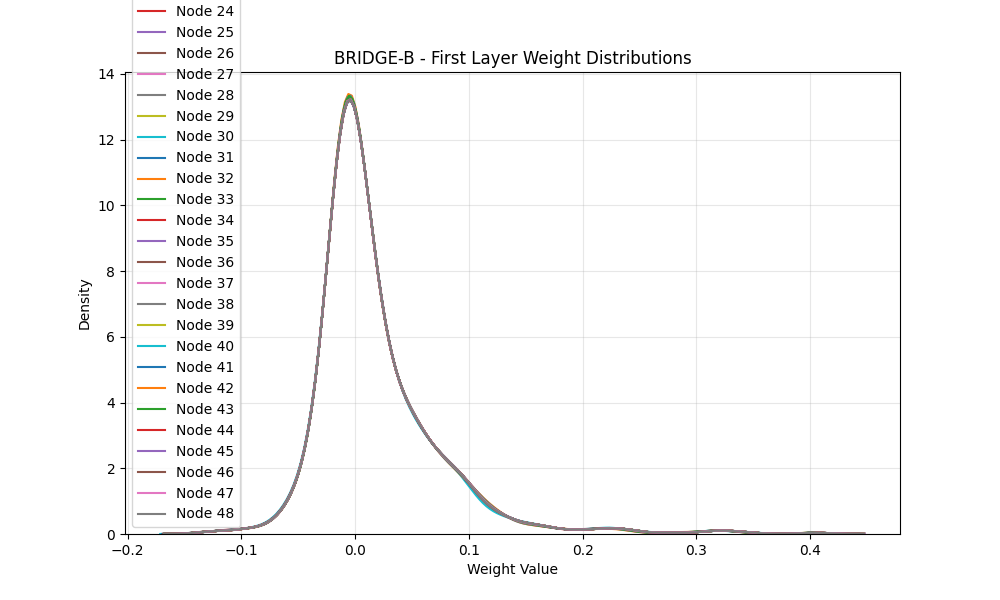 Node 24
Node 25
Node 26
BRIDGE-B - First Layer Weight Distributions
Node 27
Node 28
Node 29
Node 30
Node 31
Node 32
Node 33
Node 34
Node 35
Node 36
Node 37
Node 38
Node 39
Node 40
Node 41
Node 42
Node 43
Node 44
Node 45
Node 46
Node 47
Node 48
14
12
10
8
6
4
2
0
Density
−0.2
−0.1
0.0
0.1
0.2
0.3
0.4
Weight Value